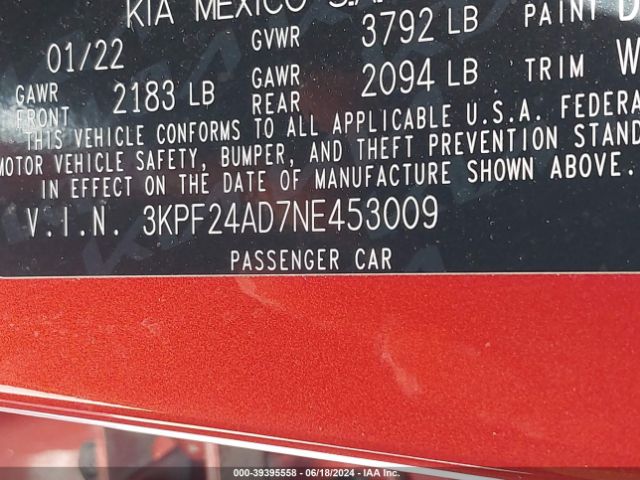 KIA MEXICO S.A.
01/22 GVWR 3792 LB PAINT
GAWR FRONT 2183 LB GAWR REAR 2094 LB TRIM W
THIS VEHICLE CONFORMS TO ALL APPLICABLE U.S.A. FEDERA
MOTOR VEHICLE SAFETY, BUMPER, AND THEFT PREVENTION STAND
IN EFFECT ON THE DATE OF MANUFACTURE SHOWN ABOVE.
V.I.N. 3KPF24AD7NE453009
PASSENGER CAR
000-39395558 - 06/18/2024 - IAA Inc.